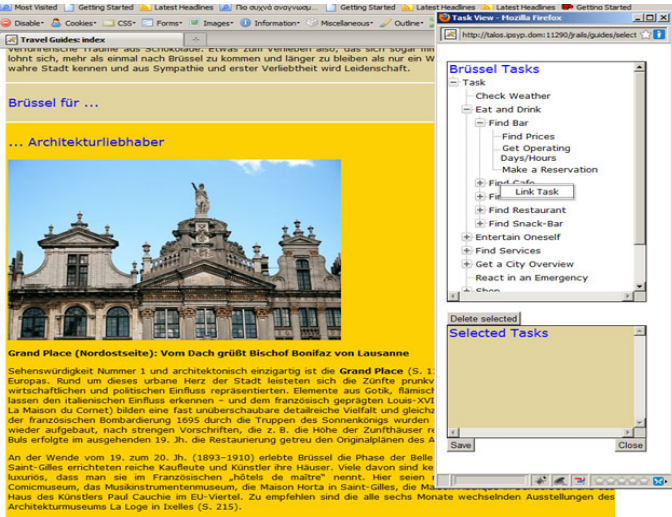 Most Visited Getting Started Latest Headlines Πιο συχνά αναγνωσμ... Getting Started Latest Headlines Latest Headlines Getting Started
Disable Cookies CSS Forms Images Information Miscellaneous Outline
Travel Guides: index
verführerische Träume aus Schokolade. Etwas zum Verlieben also, das sich sogar
lohnt sich, mehr als einmal nach Brüssel zu kommen und länger zu bleiben als nur ein W
wahre Stadt kennen und aus Sympathie und erster Verliebtheit wird Leidenschaft.
Brüssel für ...
... Architekturliebhaber
Grand Place (Nordostseite): Vom Dach grüßt Bischof Bonifaz von Lausanne
Sehenswürdigkeit Nummer 1 und architektonisch einzigartig ist die Grand Place (S. 1
Europas. Rund um dieses urbane Herz der Stadt leisteten sich die Zünfte prunkv
wirtschaftlichen und politischen Einfluss repräsentierten. Elemente aus Gotik, flämisch
lassen den italienischen Einfluss erkennen – und dem französisch geprägten Louis-XVI
La Maison du Cornet) bilden eine fast unüberschaubare detailreiche Vielfalt und gleichz
der französischen Bombardierung 1695 durch die Truppen des Sonnenkönigs wurden
wieder aufgebaut, nach strengen Vorschriften, die z. B. die Höhe der Zunfthäuser re
Buls erfolgte im ausgehenden 19. Jh. die Restaurierung getreu den Originalplänen des A
An der Wende vom 19. zum 20. Jh. (1893–1910) erlebte Brüssel die Phase der Belle
Saint-Gilles errichteten reiche Kaufleute und Künstler ihre Häuser. Viele davon sind ke
luxuriös, dass man sie im Französischen „hôtels de maître" nennt. Hier seien
Comicmuseum, das Musikinstrumentenmuseum, die Maison Horta in Saint-Gilles, die
Haus des Künstlers Paul Cauchie im EU-Viertel. Zu empfehlen sind die alle sechs Monate wechselnden Ausstellungen des
Architekturmuseums La Loge in Ixelles (S. 215).
Task View - Mozilla Firefox
http://talos.ipsyp.dom:11290/jrails/guides/select
Brüssel Tasks
Task
Check Weather
Eat and Drink
Find Bar
Find Prices
Get Operating
Days/Hours
Make a Reservation
Find Cafe
Link Task
Find Restaurant
Find Snack-Bar
Entertain Oneself
Find Services
Get a City Overview
React in an Emergency
Shop
Delete selected
Selected Tasks
Save Close